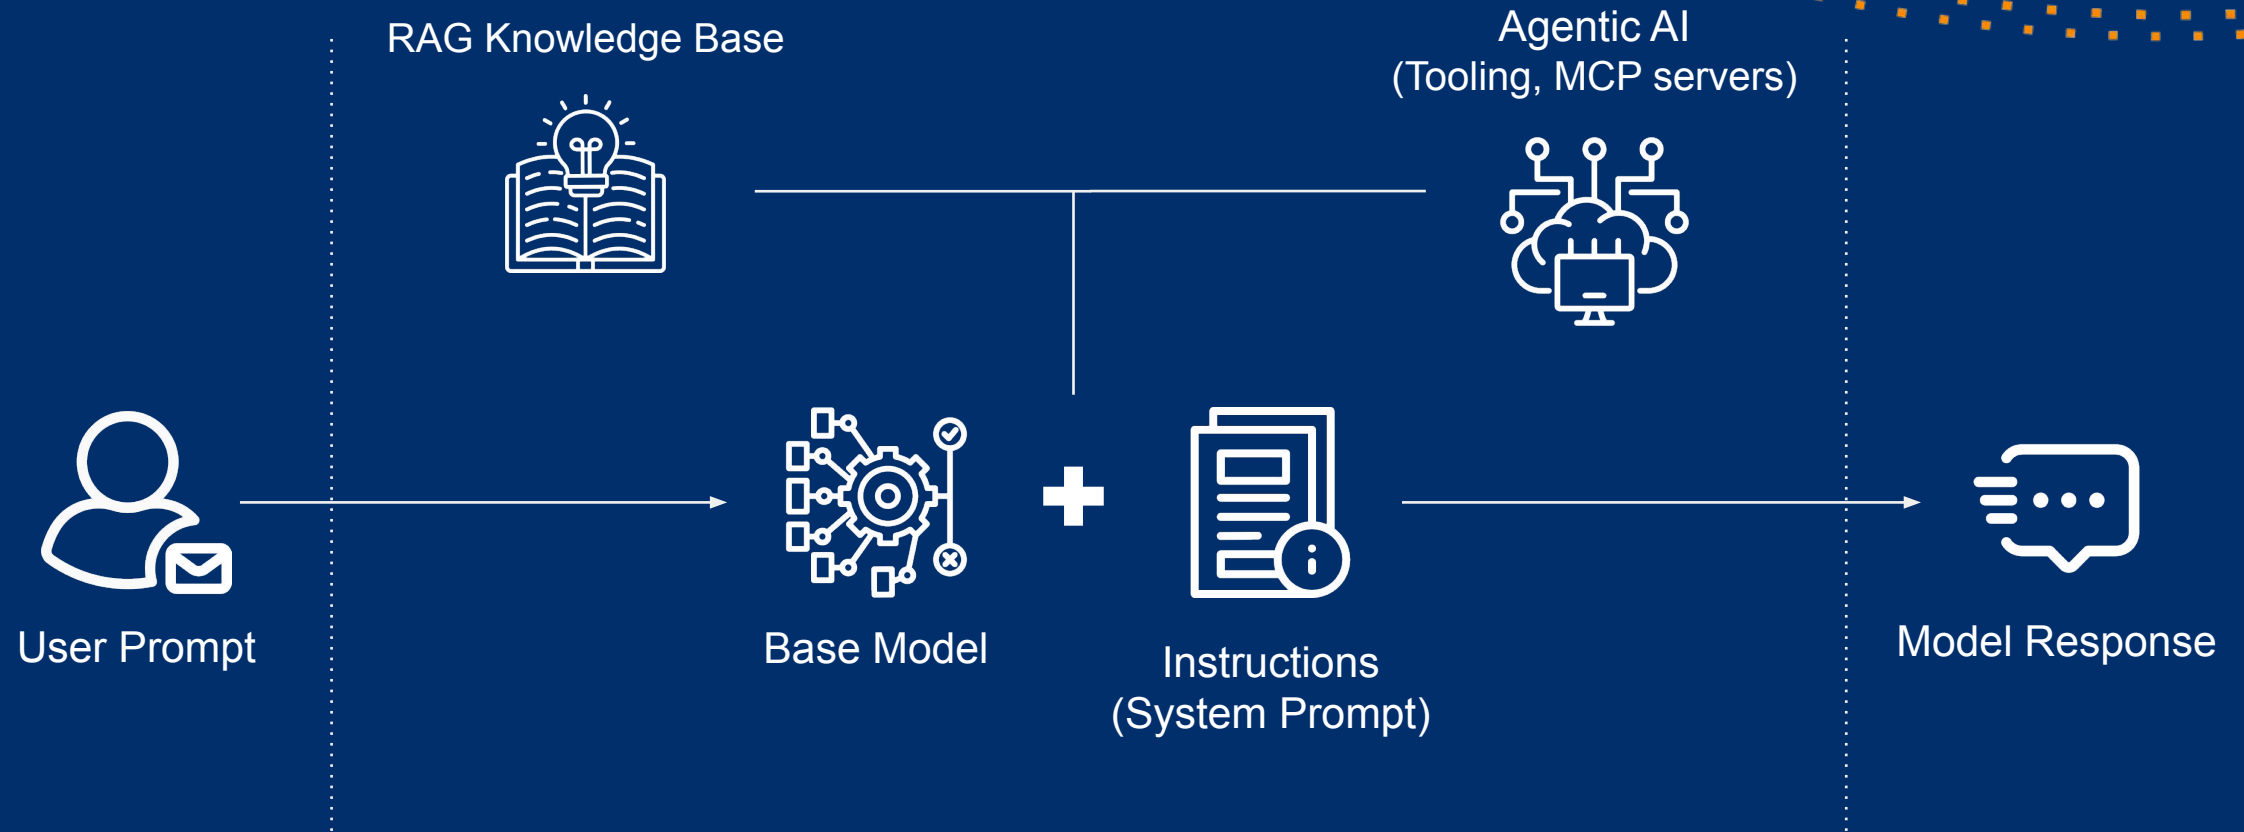 RAG Knowledge Base
Agentic AI
(Tooling, MCP servers)
User Prompt
Base Model
Instructions
(System Prompt)
Model Response